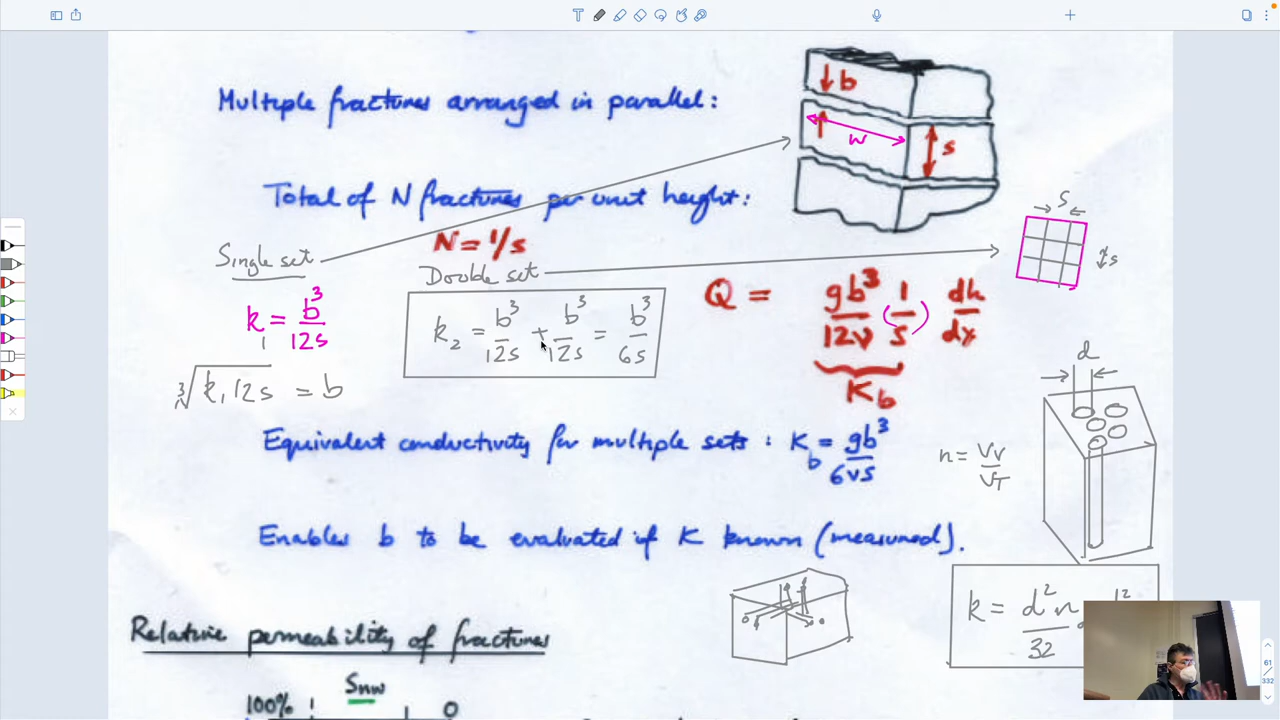 Multiple fractures arranged in parallel:
↓ b
w
s
Total of N fractures per unit height:
N = 1/s
Single set
Double set
S
s
k₁ = b³/12s
k₂ = b³/12s + b³/12s = b³/6s
Q = gb³/12ν (1/s) dh/dx
K_b
∛(k₁12s) = b
d
Equivalent conductivity for multiple sets : K_b = gb³/6νs
n = Vv/VT
Enables b to be evaluated if K known (measured).
k = d²n/32
Relative permeability of fractures
Snw
100%
0
61
332